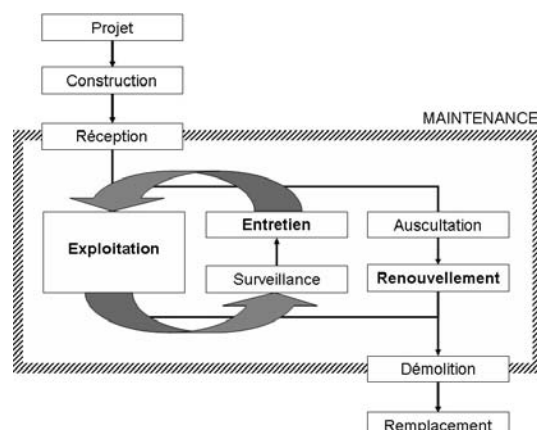 Projet
Construction
MAINTENANCE
Réception
Exploitation
Entretien
Auscultation
Surveillance
Renouvellement
Démolition
Remplacement